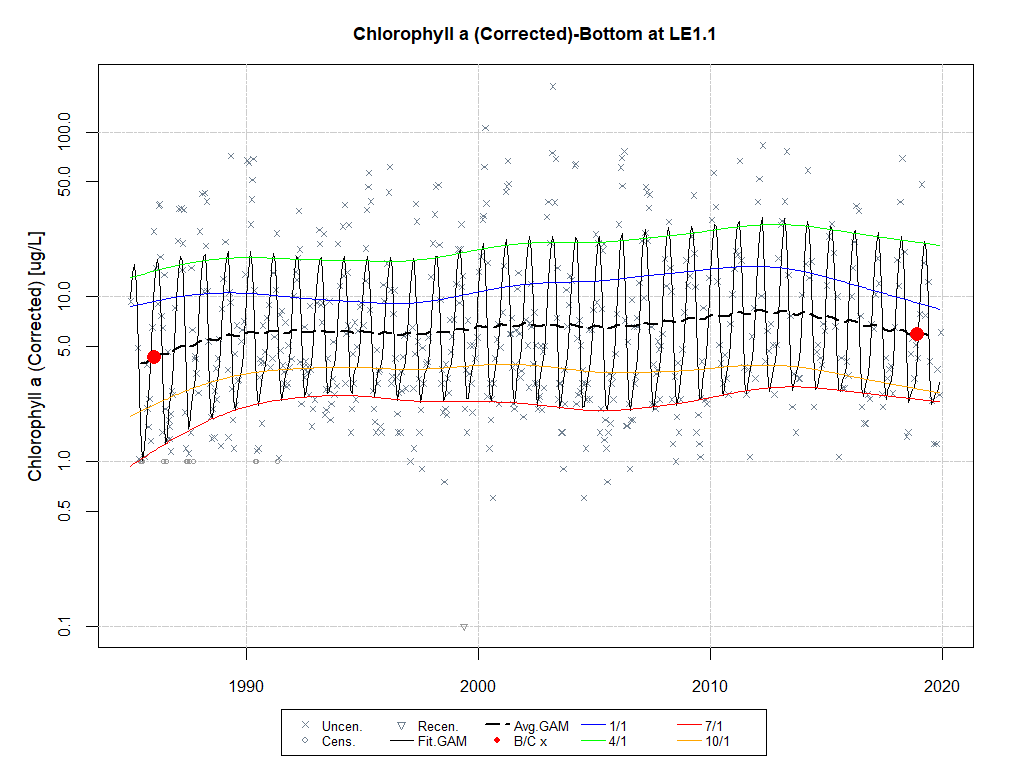 Chlorophyll a (Corrected)-Bottom at LE1.1
Chlorophyll a (Corrected) [ug/L]
100.0
50.0
10.0
5.0
1.0
0.5
0.1
1990 2000 2010 2020
Uncen. Recen. Avg.GAM 1/1 7/1
Cens. Fit.GAM B/C x 4/1 10/1